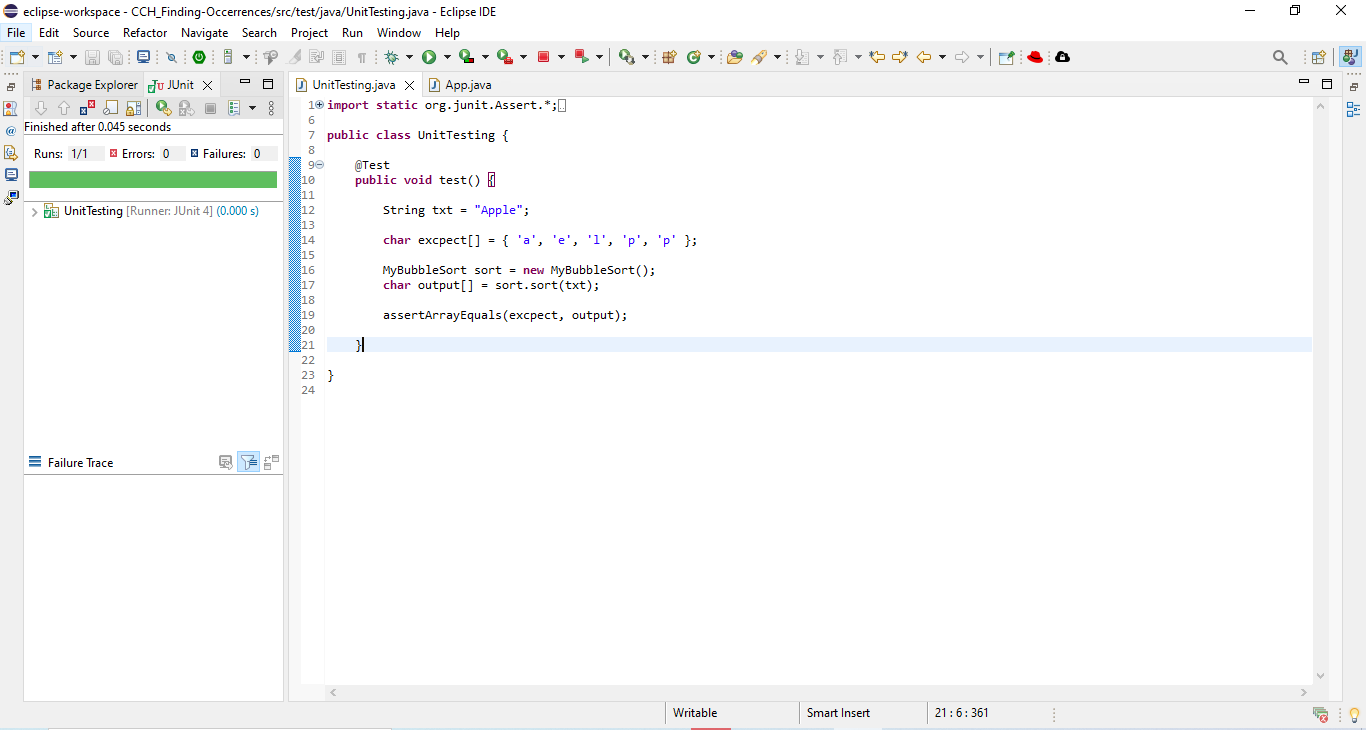 eclipse-workspace - CCH_Finding-Occerrences/src/test/java/UnitTesting.java - Eclipse IDE
File Edit Source Refactor Navigate Search Project Run Window Help
Package Explorer JUnit
UnitTesting.java App.java
Finished after 0.045 seconds
Runs: 1/1 Errors: 0 Failures: 0
UnitTesting [Runner: JUnit 4] (0.000 s)
Failure Trace
1 import static org.junit.Assert.*;
6
7 public class UnitTesting {
8
9 @Test
10 public void test() {
11
12 String txt = "Apple";
13
14 char excpect[] = { 'a', 'e', 'l', 'p', 'p' };
15
16 MyBubbleSort sort = new MyBubbleSort();
17 char output[] = sort.sort(txt);
18
19 assertArrayEquals(excpect, output);
20
21 }
22
23 }
24
Writable Smart Insert 21 : 6 : 361